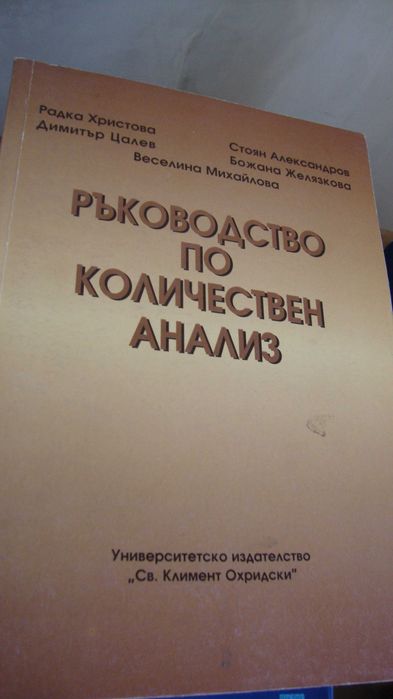 Радка Христова
Стоян Александров
Димитър Цалев
Божана Желязкова
Веселина Михайлова
РЪКОВОДСТВО
ПО
КОЛИЧЕСТВЕН
АНАЛИЗ
Университетско издателство
„Св. Климент Охридски"